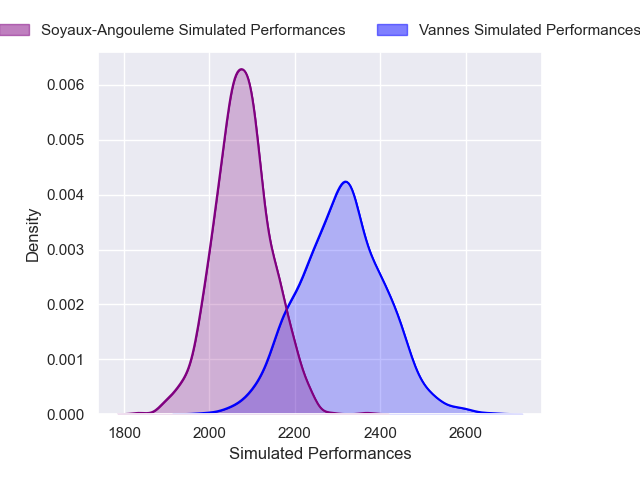 Soyaux-Angouleme Simulated Performances
Vannes Simulated Performances
0.006
0.005
0.004
0.003
0.002
0.001
0.000
Density
1800 2000 2200 2400 2600
Simulated Performances